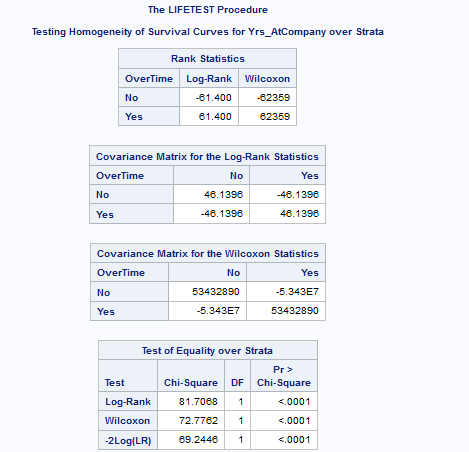 The LIFETEST Procedure
Testing Homogeneity of Survival Curves for Yrs_AtCompany over Strata
Rank Statistics
OverTime Log-Rank Wilcoxon
No -61.400 -62359
Yes 61.400 62359
Covariance Matrix for the Log-Rank Statistics
OverTime No Yes
No 46.1396 -46.1396
Yes -46.1396 46.1396
Covariance Matrix for the Wilcoxon Statistics
OverTime No Yes
No 53432890 -5.343E7
Yes -5.343E7 53432890
Test of Equality over Strata
Pr >
Test Chi-Square DF Chi-Square
Log-Rank 81.7068 1 <.0001
Wilcoxon 72.7762 1 <.0001
-2Log(LR) 69.2446 1 <.0001